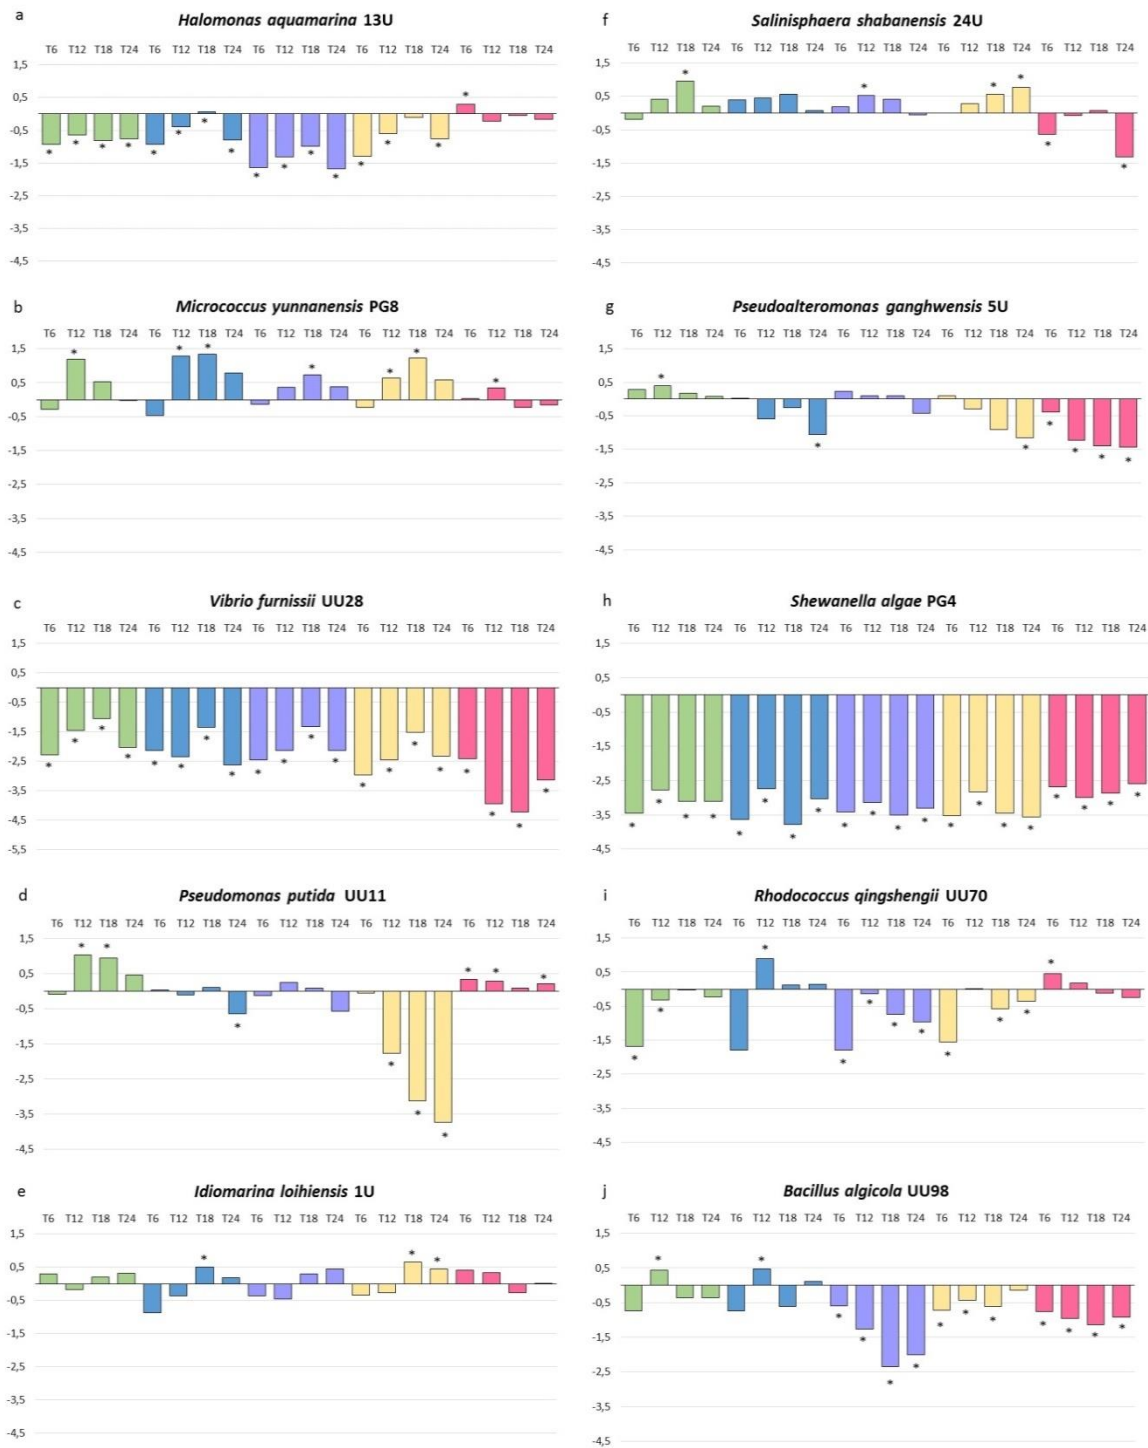 a
Halomonas aquamarina 13U
T6 T12 T18 T24 T6 T12 T18 T24 T6 T12 T18 T24 T6 T12 T18 T24 T6 T12 T18 T24
1,5
0,5
-0,5
* * * * * * * * * * * * * * * *
-1,5
-2,5
-3,5
-4,5
b
Micrococcus yunnanensis PG8
T6 T12 T18 T24 T6 T12 T18 T24 T6 T12 T18 T24 T6 T12 T18 T24 T6 T12 T18 T24
1,5
* * * * * * *
0,5
-0,5
-1,5
-2,5
-3,5
-4,5
c
Vibrio furnissii UU28
T6 T12 T18 T24 T6 T12 T18 T24 T6 T12 T18 T24 T6 T12 T18 T24 T6 T12 T18 T24
1,5
0,5
-0,5
-1,5
-2,5
* * * * * * * * * * * * * * * * * * * *
-3,5
-4,5
-5,5
d
Pseudomonas putida UU11
T6 T12 T18 T24 T6 T12 T18 T24 T6 T12 T18 T24 T6 T12 T18 T24 T6 T12 T18 T24
1,5
* * * * * * * * *
0,5
-0,5
-1,5
-2,5
-3,5
-4,5
e
Idiomarina loihiensis 1U
T6 T12 T18 T24 T6 T12 T18 T24 T6 T12 T18 T24 T6 T12 T18 T24 T6 T12 T18 T24
1,5
* * *
0,5
-0,5
-1,5
-2,5
-3,5
-4,5
f
Salinisphaera shabanensis 24U
T6 T12 T18 T24 T6 T12 T18 T24 T6 T12 T18 T24 T6 T12 T18 T24 T6 T12 T18 T24
1,5
* * * * * *
0,5
-0,5
-1,5
-2,5
-3,5
-4,5
g
Pseudoalteromonas ganghwensis 5U
T6 T12 T18 T24 T6 T12 T18 T24 T6 T12 T18 T24 T6 T12 T18 T24 T6 T12 T18 T24
1,5
* * * * * * *
0,5
-0,5
-1,5
-2,5
-3,5
-4,5
h
Shewanella algae PG4
T6 T12 T18 T24 T6 T12 T18 T24 T6 T12 T18 T24 T6 T12 T18 T24 T6 T12 T18 T24
1,5
0,5
-0,5
-1,5
-2,5
-3,5
* * * * * * * * * * * * * * * * * * * *
-4,5
i
Rhodococcus qingshengii UU70
T6 T12 T18 T24 T6 T12 T18 T24 T6 T12 T18 T24 T6 T12 T18 T24 T6 T12 T18 T24
1,5
* * * * * * * * * * *
0,5
-0,5
-1,5
-2,5
-3,5
-4,5
j
Bacillus algicola UU98
T6 T12 T18 T24 T6 T12 T18 T24 T6 T12 T18 T24 T6 T12 T18 T24 T6 T12 T18 T24
1,5
* * * * * * * * * * * * *
0,5
-0,5
-1,5
-2,5
-3,5
-4,5